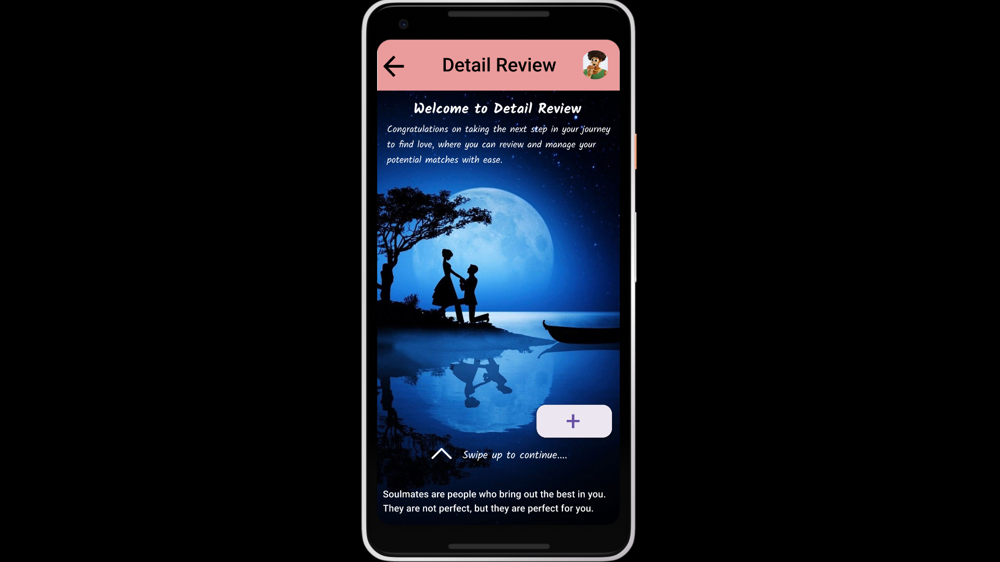 Detail Review
Welcome to Detail Review
Congratulations on taking the next step in your journey
to find love, where you can review and manage your
potential matches with ease.
+
Swipe up to continue....
Soulmates are people who bring out the best in you.
They are not perfect, but they are perfect for you.